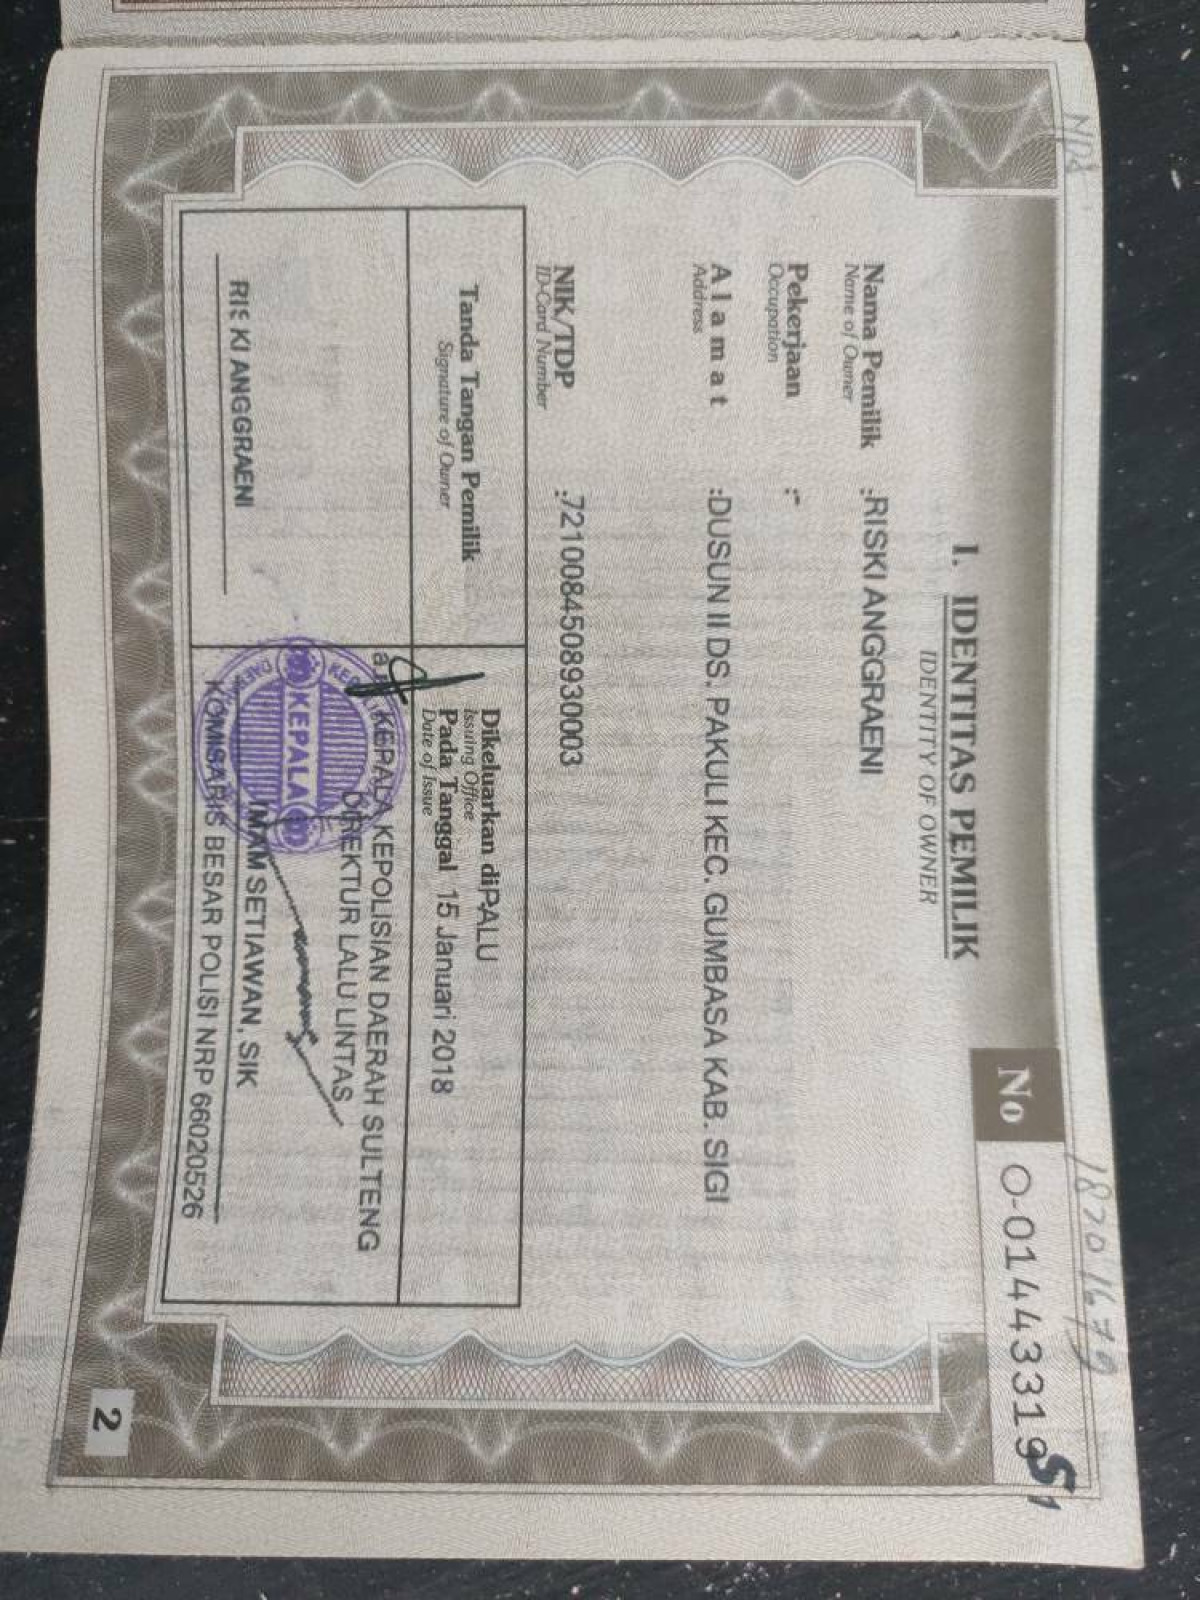 NIK
18201679
No O-01443319
S
I. IDENTITAS PEMILIK
IDENTITY OF OWNER
Nama Pemilik :RISKI ANGGRAENI
Name of Owner
Pekerjaan :-
Occupation
Alamat :DUSUN II DS. PAKULI KEC. GUMBASA KAB. SIGI
Address
NIK/TDP :7210084508930003
ID-Card Number
Tanda Tangan Pemilik
Signature of Owner
RISKI ANGGRAENI
Dikeluarkan di PALU
Issuing Office
Pada Tanggal 15 Januari 2018
Date of Issue
KEPALA KEPOLISIAN DAERAH SULTENG
DIREKTUR LALU LINTAS
KEPALA
IMAM SETIAWAN, SIK
KOMISARIS BESAR POLISI NRP 66020526
2